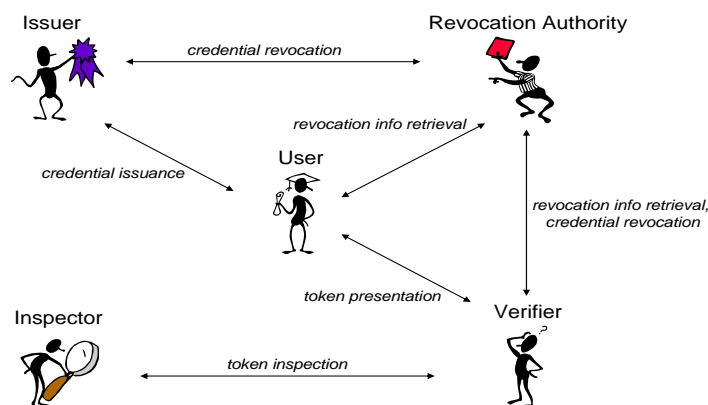 Issuer
Revocation Authority
credential revocation
revocation info retrieval
User
credential issuance
revocation info retrieval,
credential revocation
token presentation
Inspector
Verifier
?
token inspection